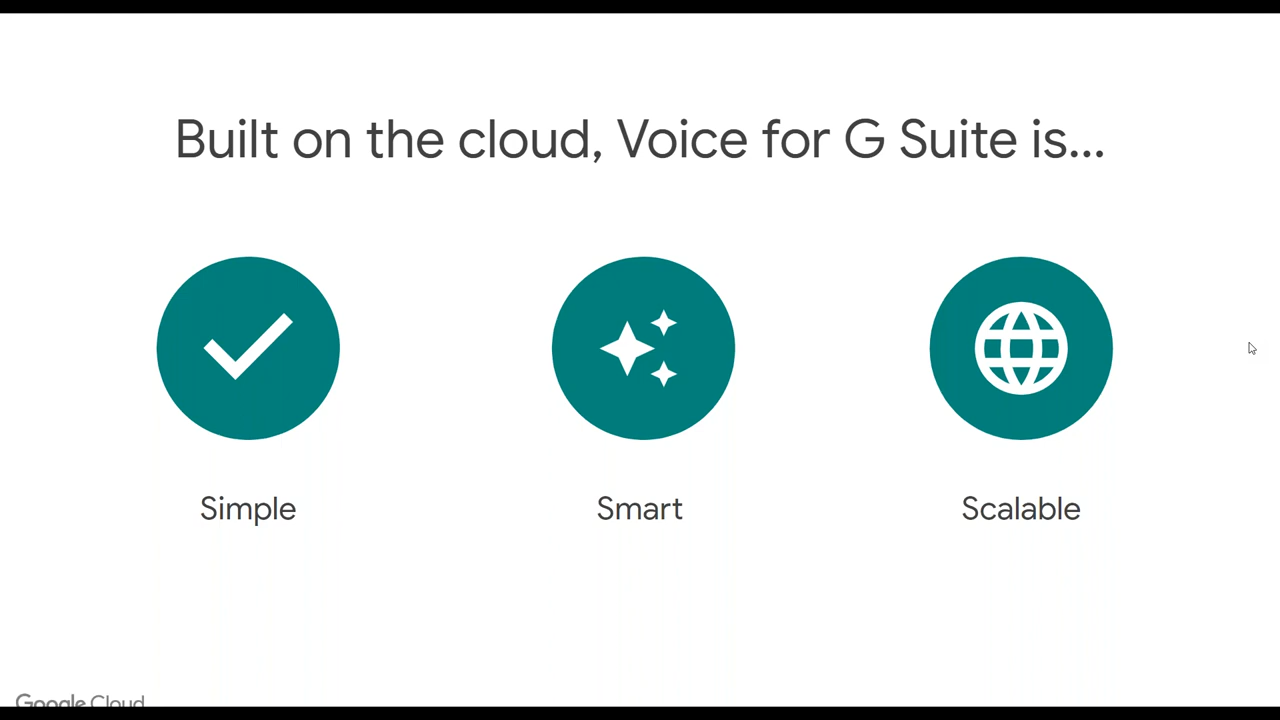 Built on the cloud, Voice for G Suite is...
Simple
Smart
Scalable
Google Cloud